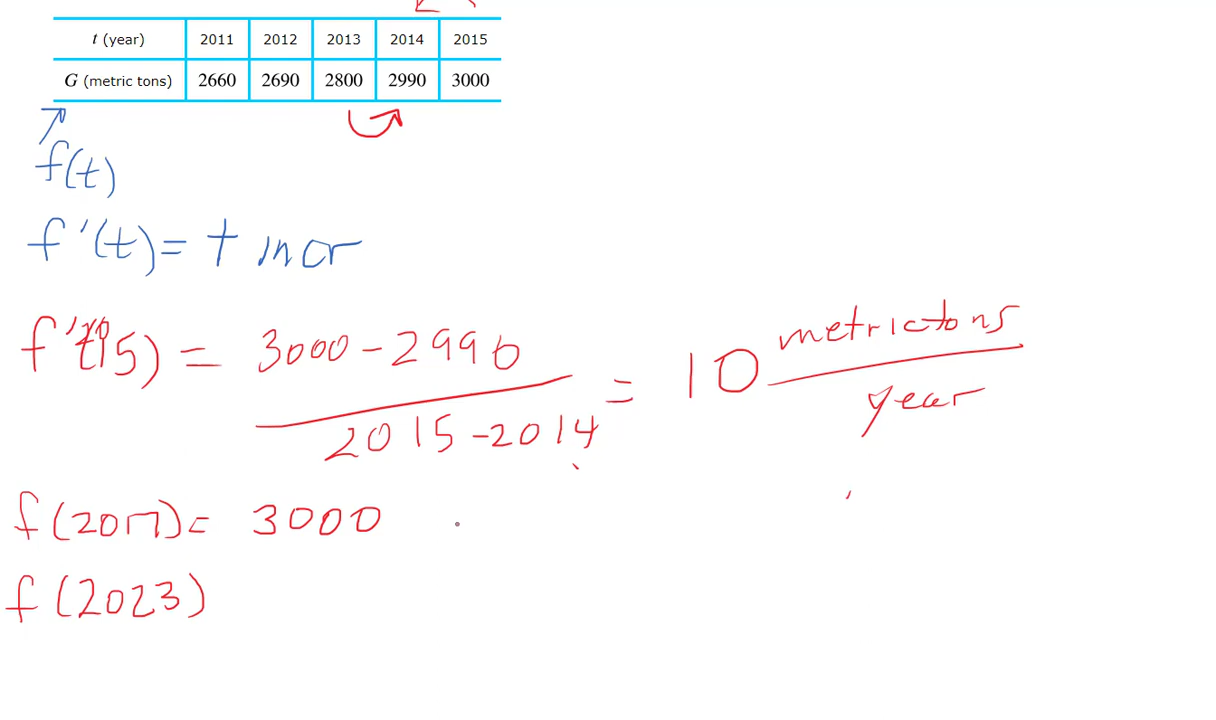 t (year) 2011 2012 2013 2014 2015
G (metric tons) 2660 2690 2800 2990 3000
f(t)
f'(t)= + incr
f'( 15) = 3000-2990 / 2015-2014 = 10 metric tons / year
f(2017)= 3000
f(2023)